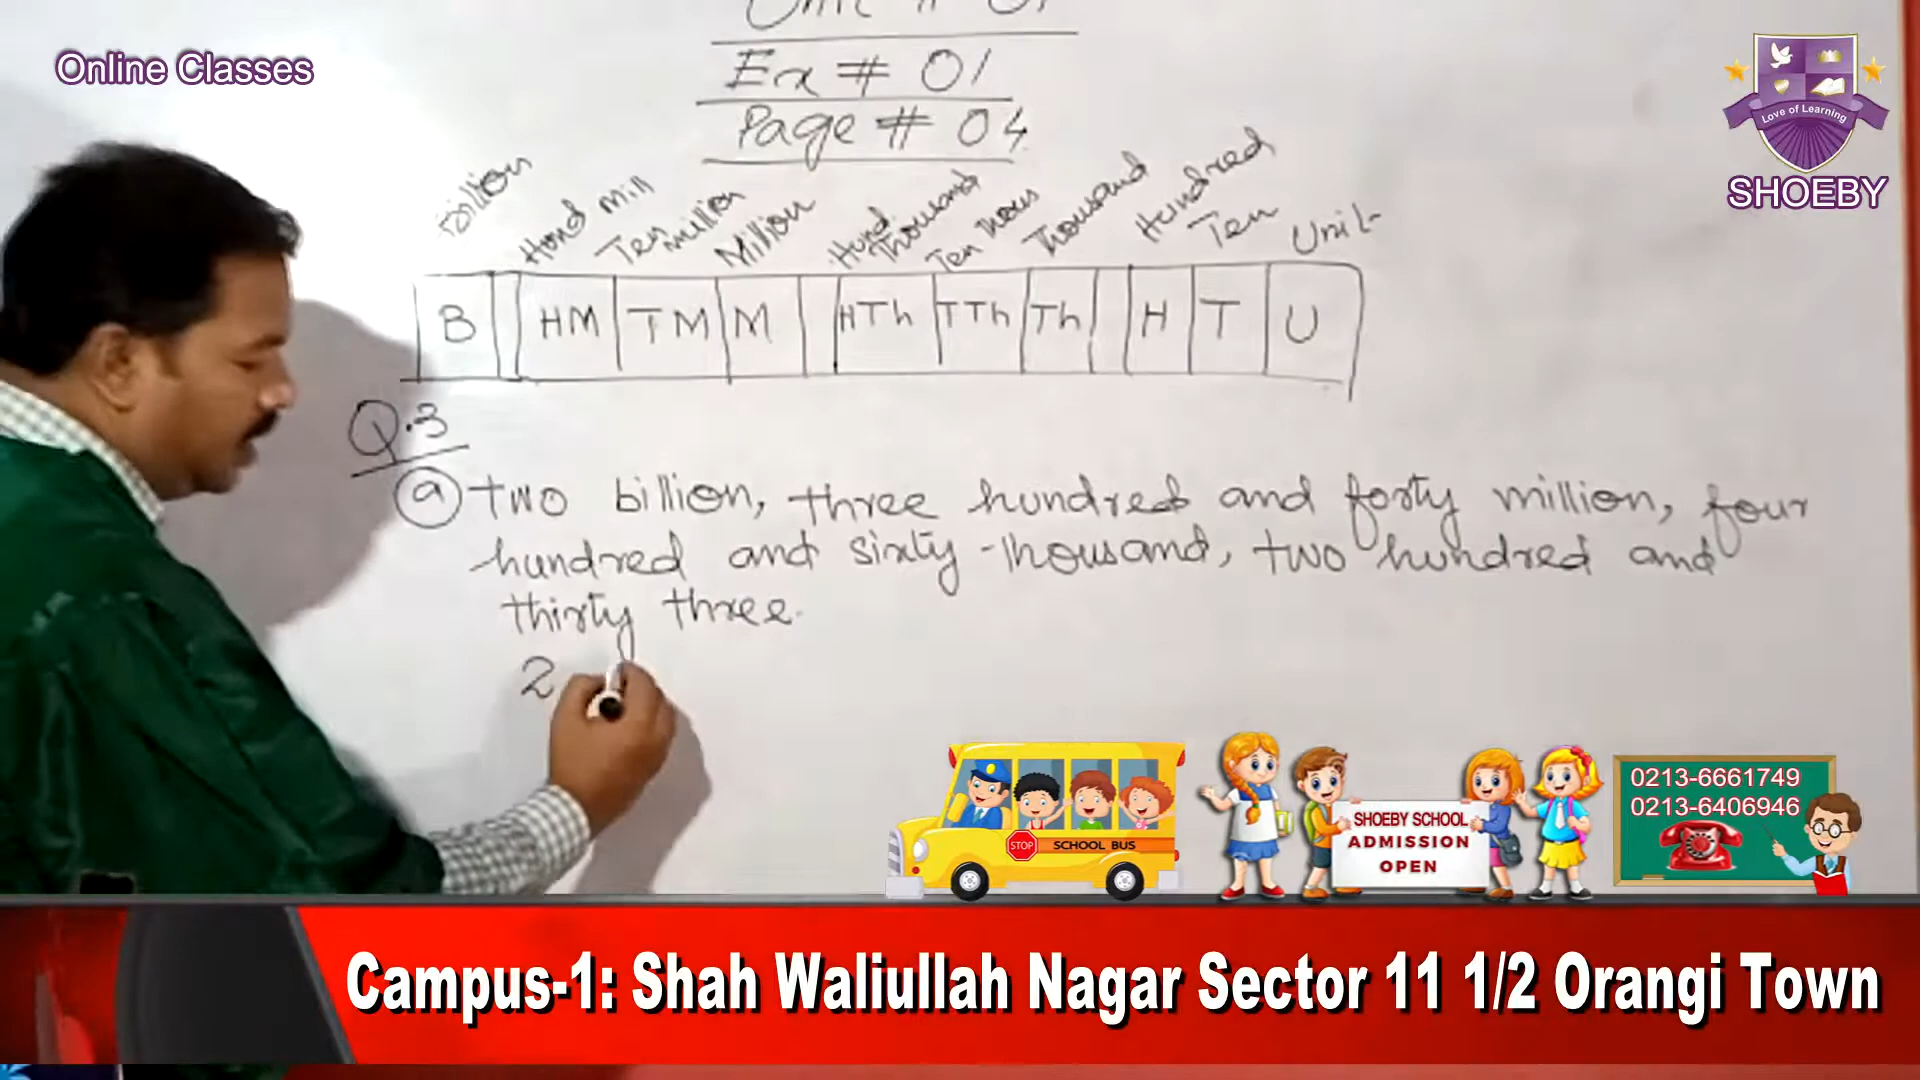 Online Classes
Unit # 01
Ex # 01
Page # 04
Love of Learning
SHOEBY
Billion Hund Mill Ten Million Million Hund Thousand Ten Thous Thousand Hundred Ten Unit
B HM TM M HTh TTh Th H T U
Q.3
a two billion, three hundred and forty million, four
hundred and sixty thousand, two hundred and
thirty three.
2
STOP
SCHOOL BUS
SHOEBY SCHOOL
ADMISSION
OPEN
0213-6661749
0213-6406946
Campus-1: Shah Waliullah Nagar Sector 11 1/2 Orangi Town